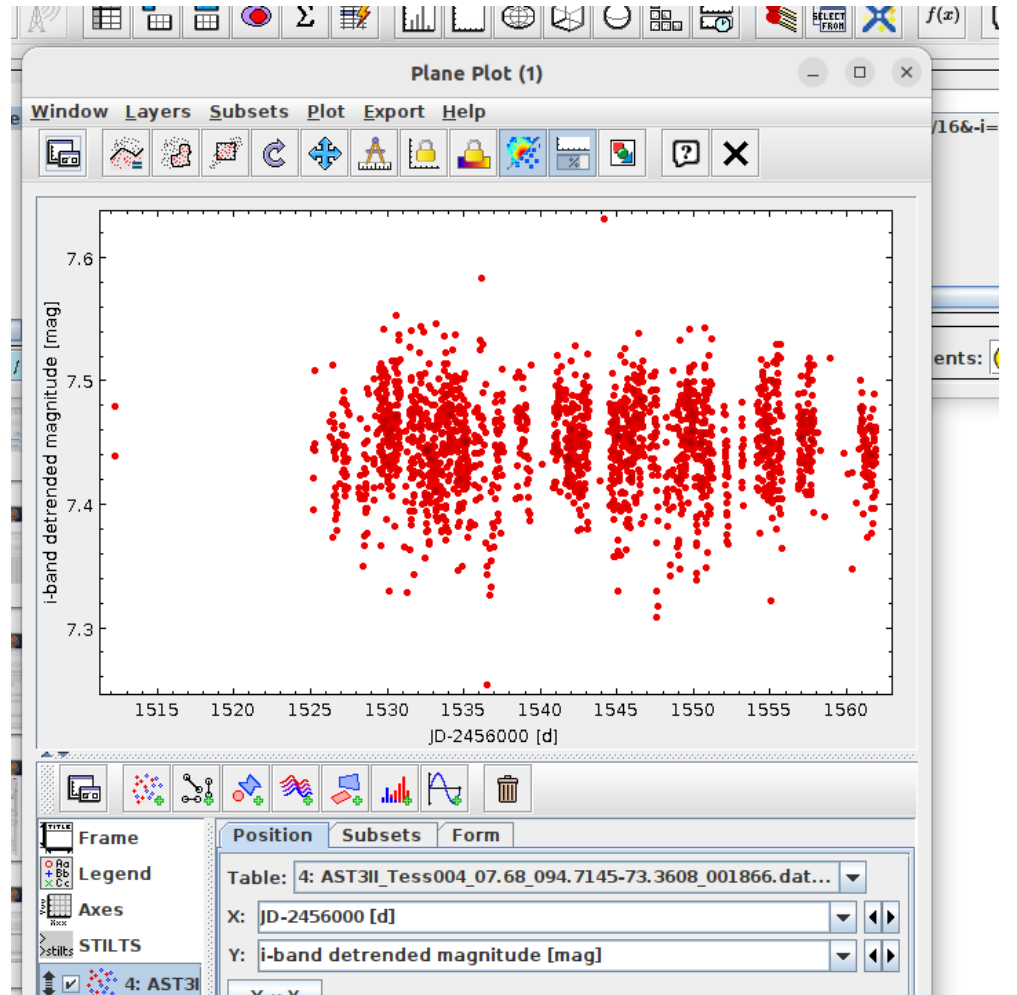 SELECT
FROM
f(x)
Plane Plot (1)
Window Layers Subsets Plot Export Help
/16&-i=
ents:
7.6
7.5
7.4
7.3
i-band detrended magnitude [mag]
1515 1520 1525 1530 1535 1540 1545 1550 1555 1560
JD-2456000 [d]
Frame
Legend
Axes
STILTS
4: AST3I
Position Subsets Form
Table: 4: AST3II_Tess004_07.68_094.7145-73.3608_001866.dat...
X: JD-2456000 [d]
Y: i-band detrended magnitude [mag]